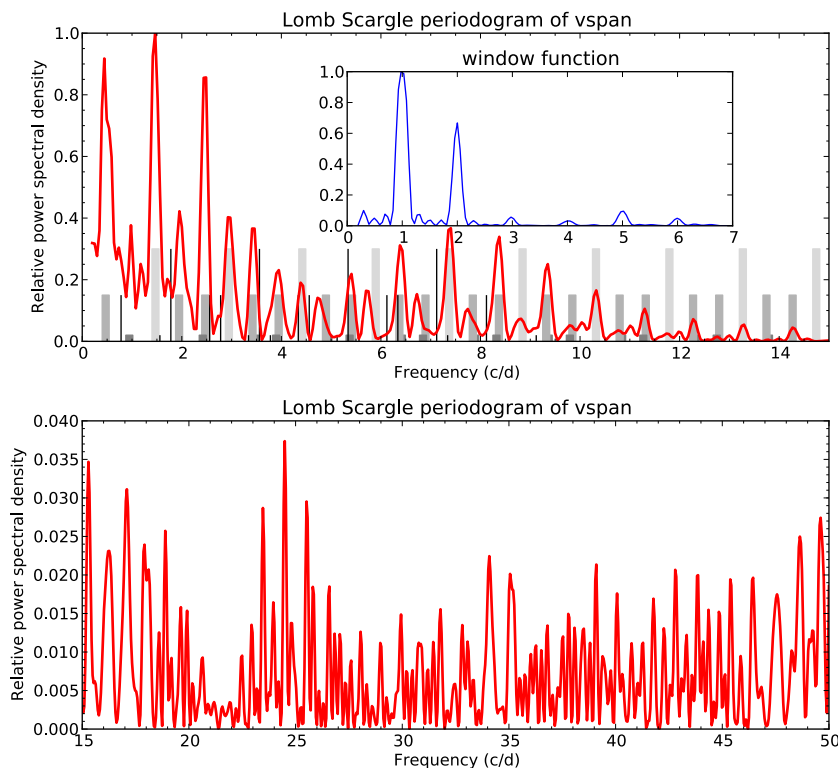 Lomb Scargle periodogram of vspan
window function
Relative power spectral density
1.0
0.8
0.6
0.4
0.2
0.0
1.0
0.8
0.6
0.4
0.2
0.0
0 1 2 3 4 5 6 7
0 2 4 6 8 10 12 14
Frequency (c/d)
Lomb Scargle periodogram of vspan
Relative power spectral density
0.040
0.035
0.030
0.025
0.020
0.015
0.010
0.005
0.000
15 20 25 30 35 40 45 50
Frequency (c/d)